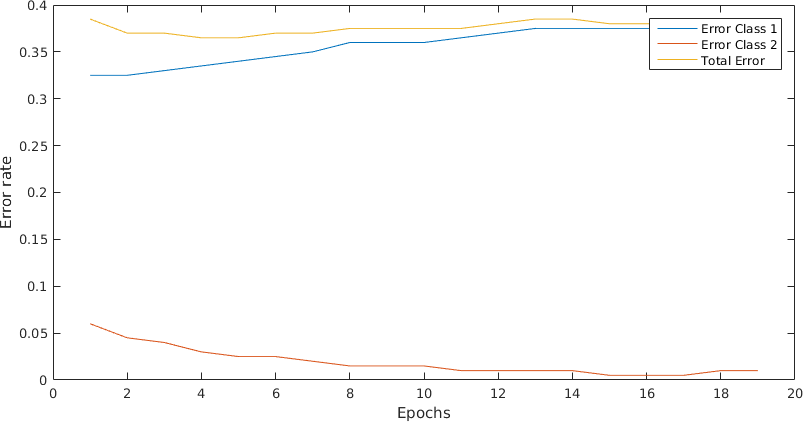 0.4
0.35
0.3
0.25
0.2
0.15
0.1
0.05
0
Error rate
0 2 4 6 8 10 12 14 16 18 20
Epochs
Error Class 1
Error Class 2
Total Error